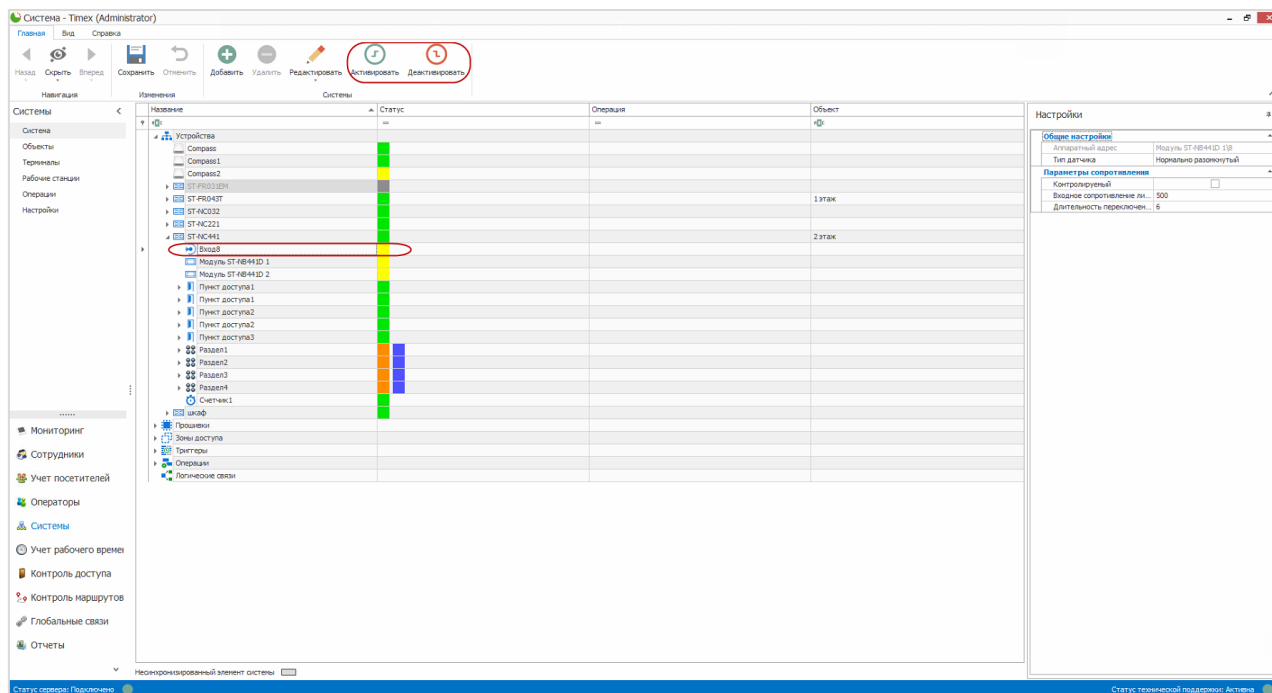 Система - Timex (Administrator)
Главная Вид Справка
Назад Скрыть Вперед Сохранить Отменить Добавить Удалить Редактировать Активировать Деактивировать
Навигация Изменения Системы
Системы
Система
Объекты
Терминалы
Рабочие станции
Операции
Настройки
Мониторинг
Сотрудники
Учет посетителей
Операторы
Системы
Учет рабочего времен
Контроль доступа
Контроль маршрутов
Глобальные связи
Отчеты
Название Статус Операция Объект
Устройства
Compass
Compass1
Compass2
ST-FR031EM
ST-FR043T 1 этаж
ST-NC032
ST-NC221
ST-NC441 2 этаж
Вход8
Модуль ST-NB441D 1
Модуль ST-NB441D 2
Пункт доступа1
Пункт доступа1
Пункт доступа2
Пункт доступа2
Пункт доступа3
Раздел1
Раздел2
Раздел3
Раздел4
Счетчик1
шкаф
Прошивки
Зоны доступа
Триггеры
Операции
Логические связи
Несинхронизированный элемент системы
Настройки
Общие настройки
Аппаратный адрес Модуль ST-NB441D 1\8
Тип датчика Нормально разомкнутый
Параметры сопротивления
Контролируемый
Входное сопротивление ли... 500
Длительность переключен... 6
Статус сервера: Подключено Статус технической поддержки: Активна